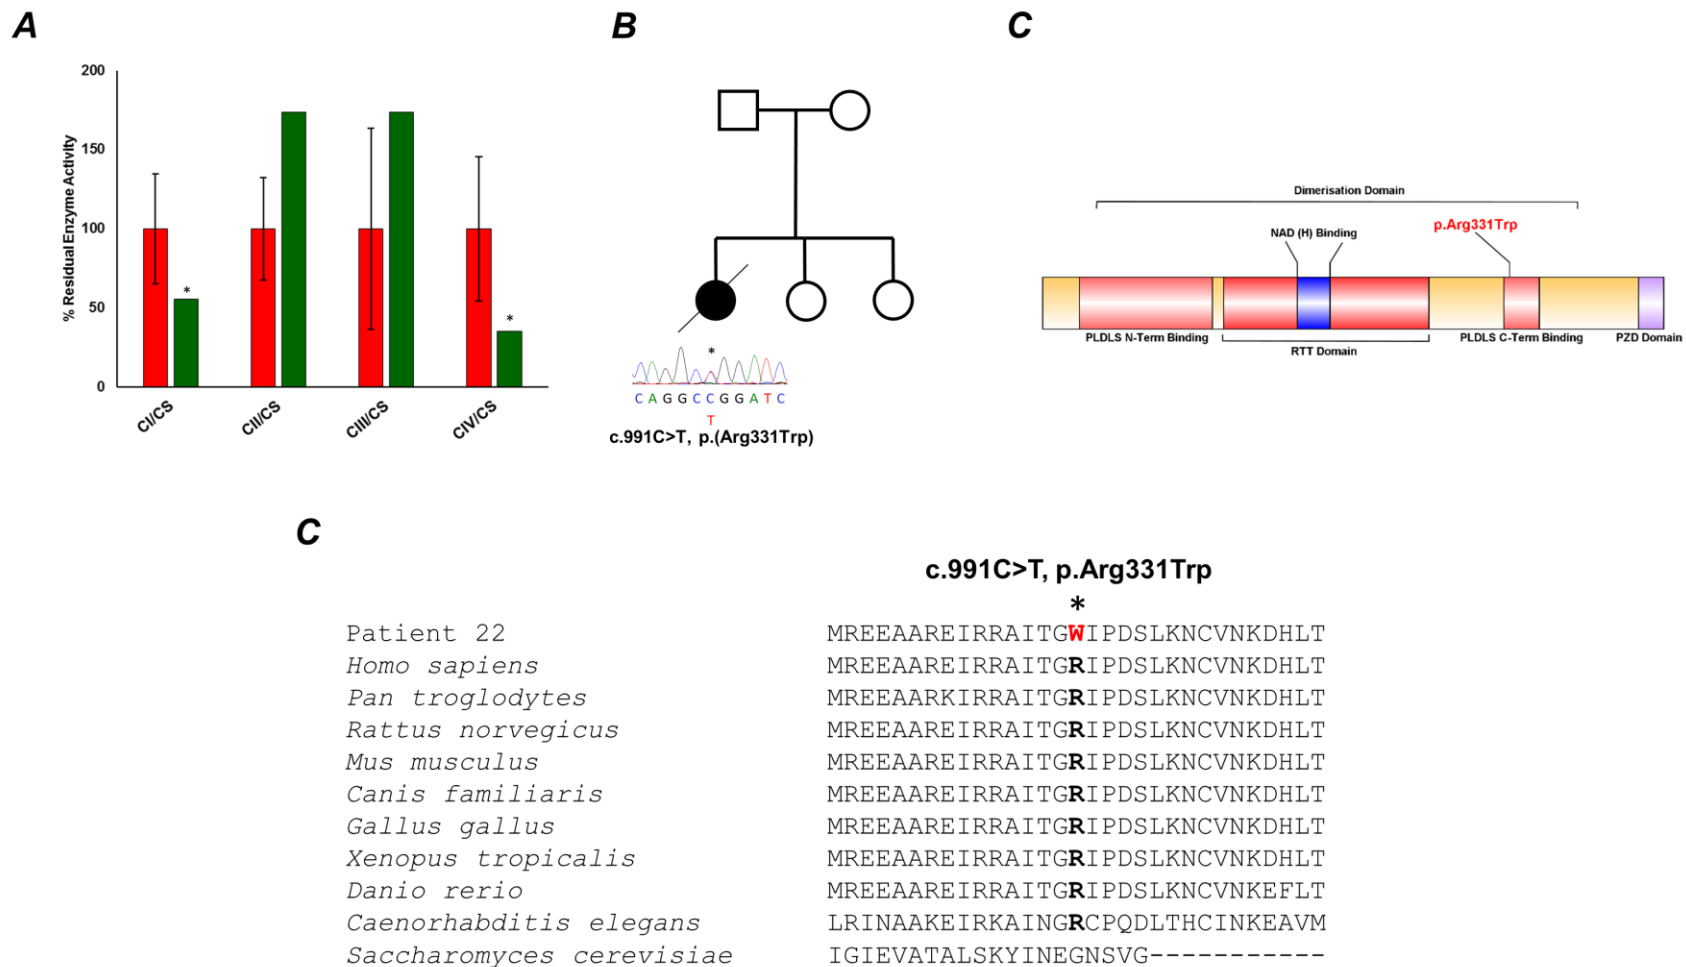 A
200
150
100
50
0
% Residual Enzyme Activity
*
*
CI/CS
CII/CS
CIII/CS
CIV/CS
B
*
C A G G C C G G A T C
T
c.991C>T, p.(Arg331Trp)
C
Dimerisation Domain
p.Arg331Trp
NAD (H) Binding
PLDLS N-Term Binding
RTT Domain
PLDLS C-Term Binding
PZD Domain
C
c.991C>T, p.Arg331Trp
*
Patient 22 MREEAAREIRRAITGWIPDSLKNCVNKDHLT
Homo sapiens MREEAAREIRRAITGRIPDSLKNCVNKDHLT
Pan troglodytes MREEAARKIRRAITGRIPDSLKNCVNKDHLT
Rattus norvegicus MREEAAREIRRAITGRIPDSLKNCVNKDHLT
Mus musculus MREEAAREIRRAITGRIPDSLKNCVNKDHLT
Canis familiaris MREEAAREIRRAITGRIPDSLKNCVNKDHLT
Gallus gallus MREEAAREIRRAITGRIPDSLKNCVNKDHLT
Xenopus tropicalis MREEAAREIRRAITGRIPDSLKNCVNKDHLT
Danio rerio MREEAAREIRRAITGRIPDSLKNCVNKEFLT
Caenorhabditis elegans LRINAAKEIRKAINGRCPQDLTHCINKEAVM
Saccharomyces cerevisiae IGIEVATALSKYINEGNSVG-----------